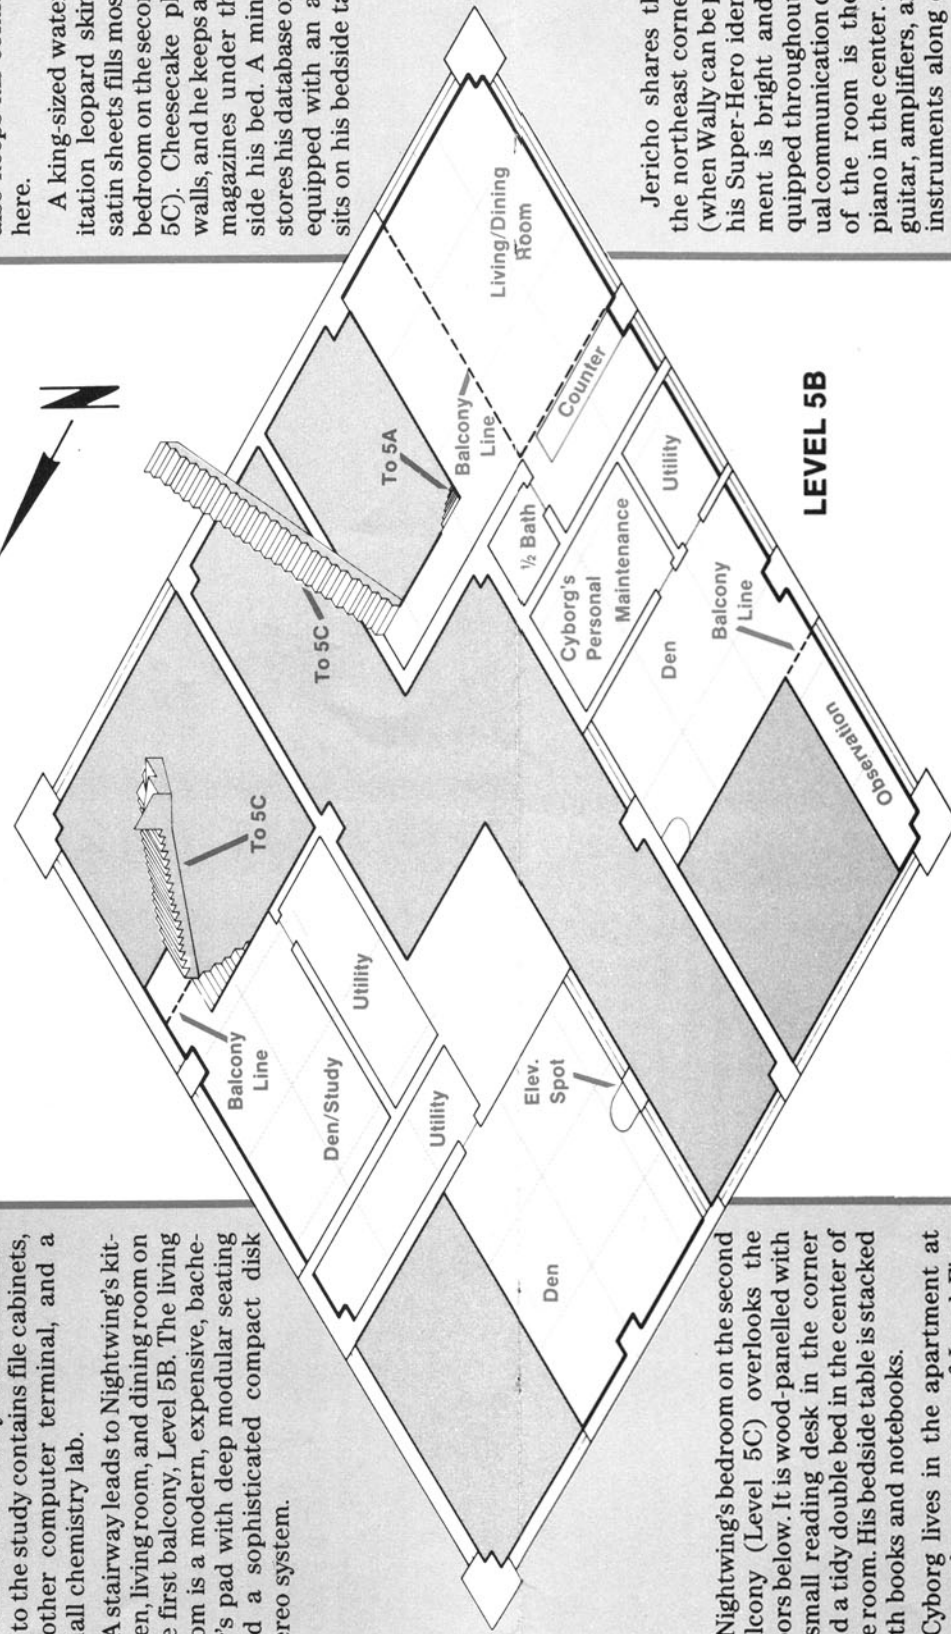 to the study contains file cabinets,
other computer terminal, and a
all chemistry lab.
A stairway leads to Nightwing's kit-
en, living room, and dining room on
e first balcony, Level 5B. The living
om is a modern, expensive, bache-
's pad with deep modular seating
d a sophisticated compact disk
ereo system.
Nightwing's bedroom on the second
lcony (Level 5C) overlooks the
ors below. It is wood-panelled with
small reading desk in the corner
d a tidy double bed in the center of
e room. His bedside table is stacked
th books and notebooks.
Cyborg lives in the apartment at
N
To 5C
Balcony
Line
Den/Study
Utility
Utility
Elev.
Spot
Den
To 5C
To 5A
Balcony
Line
Living/Dining
Room
Counter
½ Bath
Cyborg's
Personal
Maintenance
Utility
Den
Balcony
Line
Observation
LEVEL 5B
here.
A king-sized water
itation leopard skin
satin sheets fills mos
bedroom on the secon
5C). Cheesecake p
walls, and he keeps a
magazines under th
side his bed. A min
stores his database o
equipped with an a
sits on his bedside ta
Jericho shares th
the northeast corne
(when Wally can be p
his Super-Hero iden
ment is bright and
quipped throughou
ual communication
of the room is the
piano in the center.
guitar, amplifiers, a
instruments along